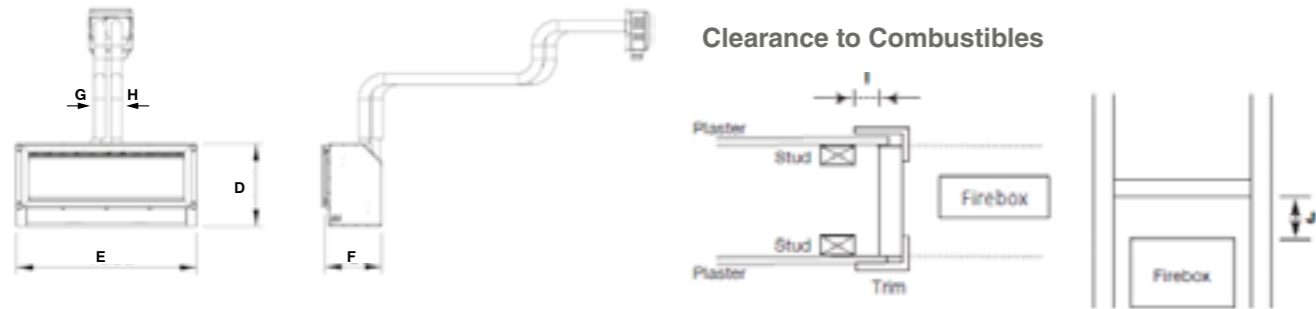 Clearance to Combustibles
G
H
D
E
F
I
Plaster
Stud
Firebox
Stud
Plaster
Trim
J
Firebox